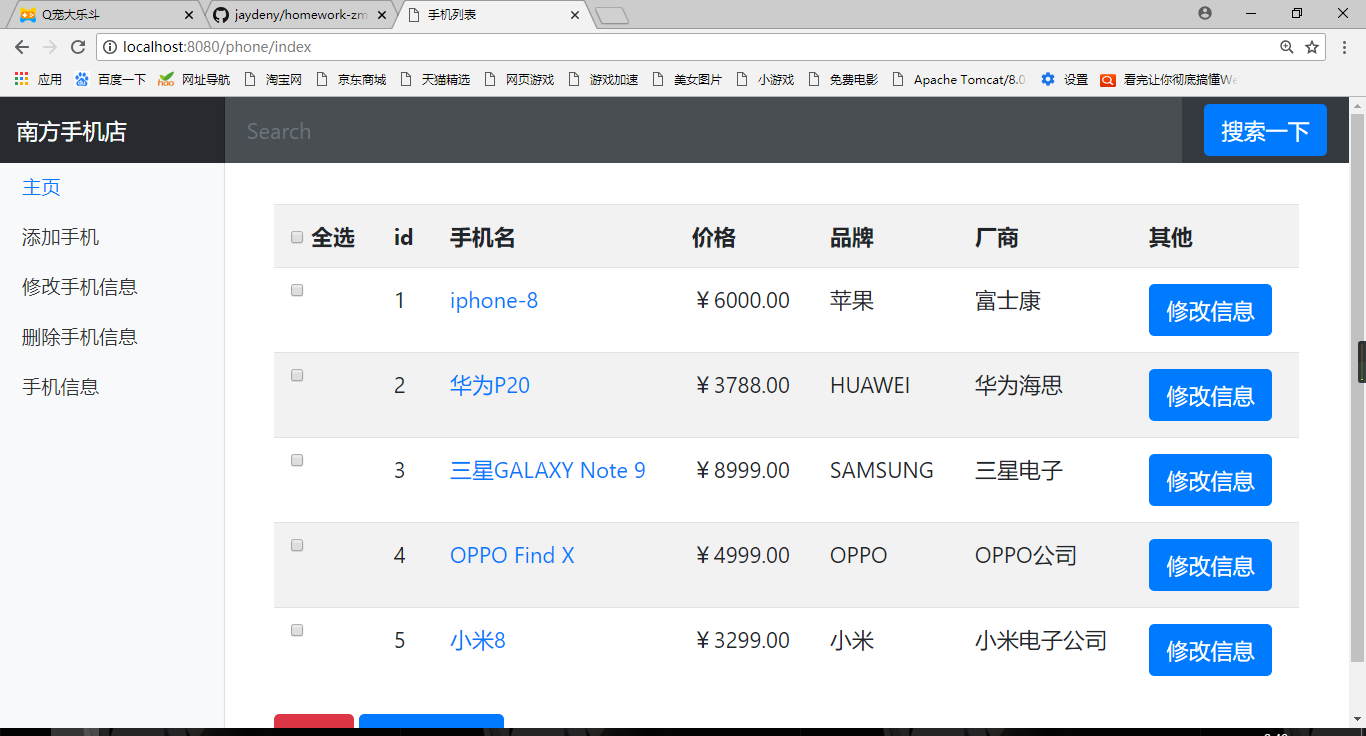 Q宠大乐斗
jaydeny/homework-zm
手机列表
localhost:8080/phone/index
应用 百度一下 网址导航 淘宝网 京东商城 天猫精选 网页游戏 游戏加速 美女图片 小游戏 免费电影 Apache Tomcat/8.0 设置 看完让你彻底搞懂We
南方手机店 Search 搜索一下
主页
添加手机
修改手机信息
删除手机信息
手机信息
全选 id 手机名 价格 品牌 厂商 其他
1 iphone-8 ￥6000.00 苹果 富士康 修改信息
2 华为P20 ￥3788.00 HUAWEI 华为海思 修改信息
3 三星GALAXY Note 9 ￥8999.00 SAMSUNG 三星电子 修改信息
4 OPPO Find X ￥4999.00 OPPO OPPO公司 修改信息
5 小米8 ￥3299.00 小米 小米电子公司 修改信息